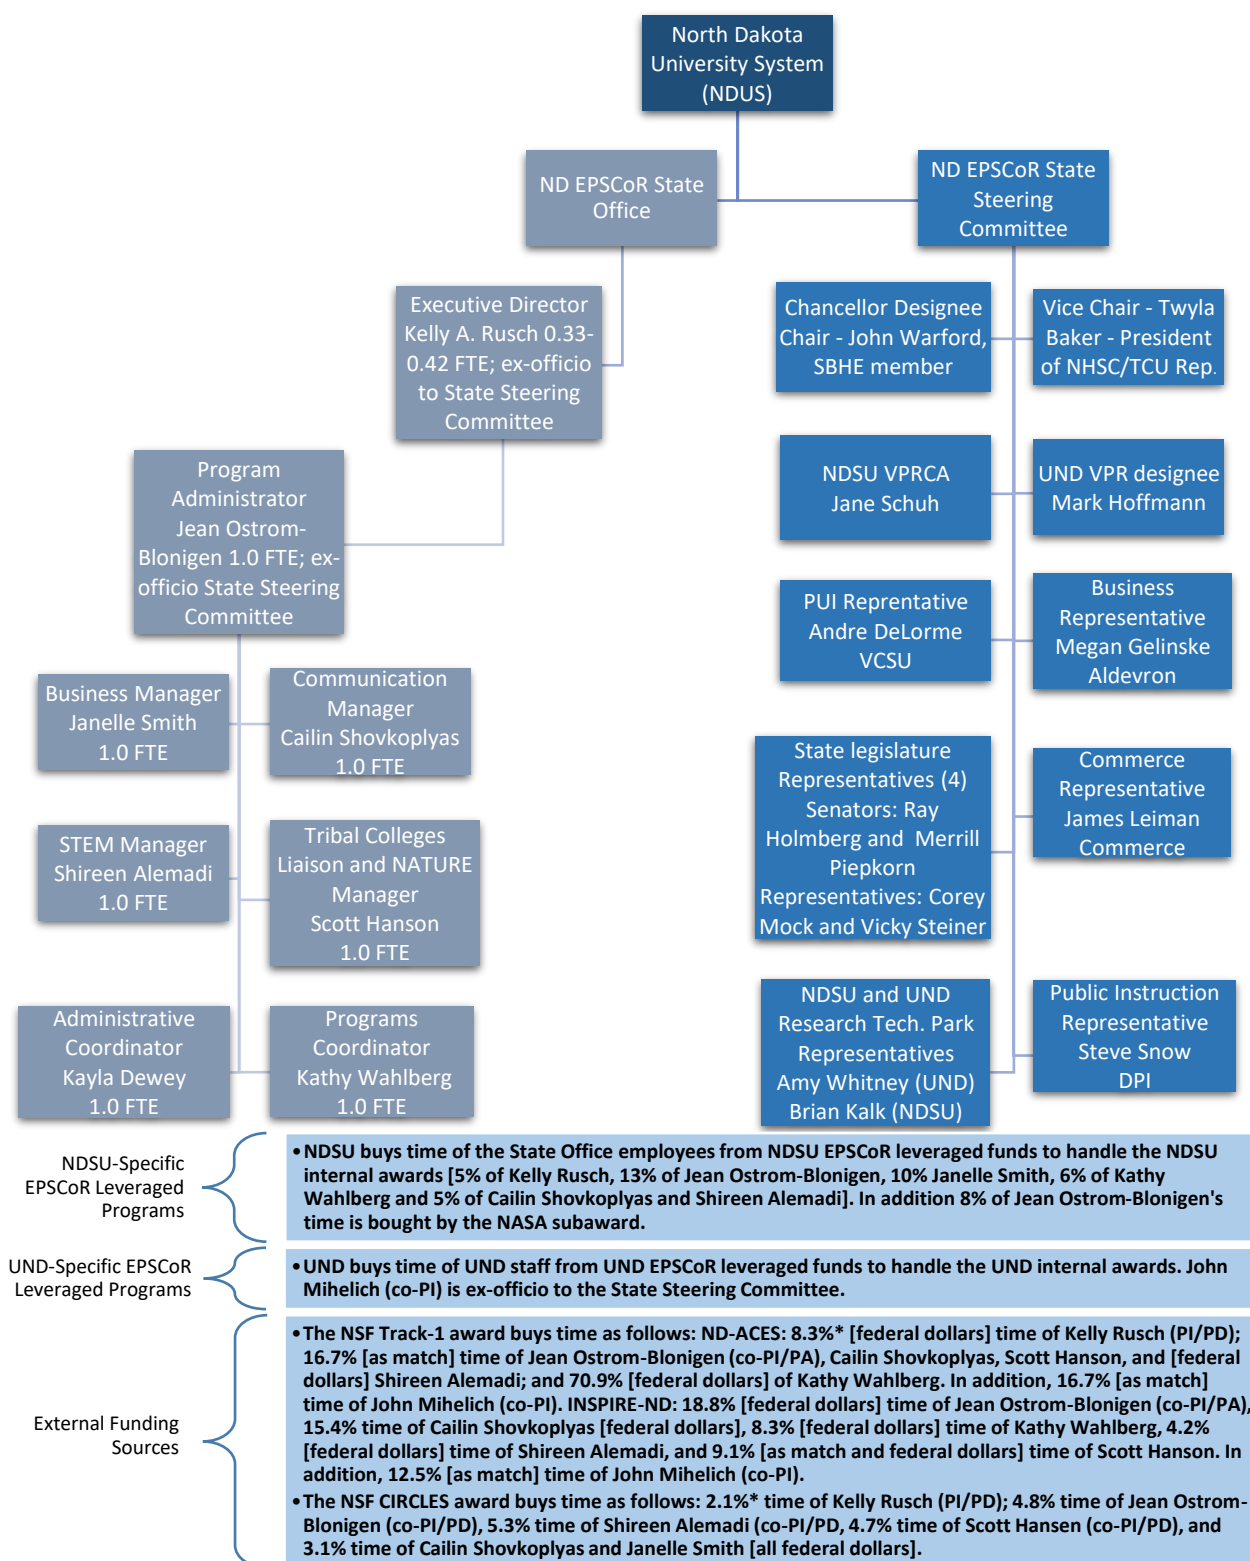 North Dakota
University System
(NDUS)
ND EPSCoR State
Office
ND EPSCoR State
Steering
Committee
Executive Director
Kelly A. Rusch 0.33-
0.42 FTE; ex-officio
to State Steering
Committee
Chancellor Designee
Chair - John Warford,
SBHE member
Vice Chair - Twyla
Baker - President
of NHSC/TCU Rep.
Program
Administrator
Jean Ostrom-
Blonigen 1.0 FTE; ex-
officio State Steering
Committee
NDSU VPRCA
Jane Schuh
UND VPR designee
Mark Hoffmann
PUI Reprentative
Andre DeLorme
VCSU
Business
Representative
Megan Gelinske
Aldevron
Business Manager
Janelle Smith
1.0 FTE
Communication
Manager
Cailin Shovkoplyas
1.0 FTE
State legislature
Representatives (4)
Senators: Ray
Holmberg and  Merrill
Piepkorn
Representatives: Corey
Mock and Vicky Steiner
Commerce
Representative
James Leiman
Commerce
STEM Manager
Shireen Alemadi
1.0 FTE
Tribal Colleges
Liaison and NATURE
Manager
Scott Hanson
1.0 FTE
NDSU and UND
Research Tech. Park
Representatives
Amy Whitney (UND)
Brian Kalk (NDSU)
Public Instruction
Representative
Steve Snow
DPI
Administrative
Coordinator
Kayla Dewey
1.0 FTE
Programs
Coordinator
Kathy Wahlberg
1.0 FTE
NDSU-Specific
EPSCoR Leveraged
Programs
•NDSU buys time of the State Office employees from NDSU EPSCoR leveraged funds to handle the NDSU
internal awards [5% of Kelly Rusch, 13% of Jean Ostrom-Blonigen, 10% Janelle Smith, 6% of Kathy
Wahlberg and 5% of Cailin Shovkoplyas and Shireen Alemadi]. In addition 8% of Jean Ostrom-Blonigen's
time is bought by the NASA subaward.
UND-Specific EPSCoR
Leveraged Programs
•UND buys time of UND staff from UND EPSCoR leveraged funds to handle the UND internal awards. John
Mihelich (co-PI) is ex-officio to the State Steering Committee.
External Funding
Sources
•The NSF Track-1 award buys time as follows: ND-ACES: 8.3%* [federal dollars] time of Kelly Rusch (PI/PD);
16.7% [as match] time of Jean Ostrom-Blonigen (co-PI/PA), Cailin Shovkoplyas, Scott Hanson, and [federal
dollars] Shireen Alemadi; and 70.9% [federal dollars] of Kathy Wahlberg. In addition, 16.7% [as match]
time of John Mihelich (co-PI). INSPIRE-ND: 18.8% [federal dollars] time of Jean Ostrom-Blonigen (co-PI/PA),
15.4% time of Cailin Shovkoplyas [federal dollars], 8.3% [federal dollars] time of Kathy Wahlberg, 4.2%
[federal dollars] time of Shireen Alemadi, and 9.1% [as match and federal dollars] time of Scott Hanson. In
addition, 12.5% [as match] time of John Mihelich (co-PI).
•The NSF CIRCLES award buys time as follows: 2.1%* time of Kelly Rusch (PI/PD); 4.8% time of Jean Ostrom-
Blonigen (co-PI/PD), 5.3% time of Shireen Alemadi (co-PI/PD, 4.7% time of Scott Hansen (co-PI/PD), and
3.1% time of Cailin Shovkoplyas and Janelle Smith [all federal dollars].